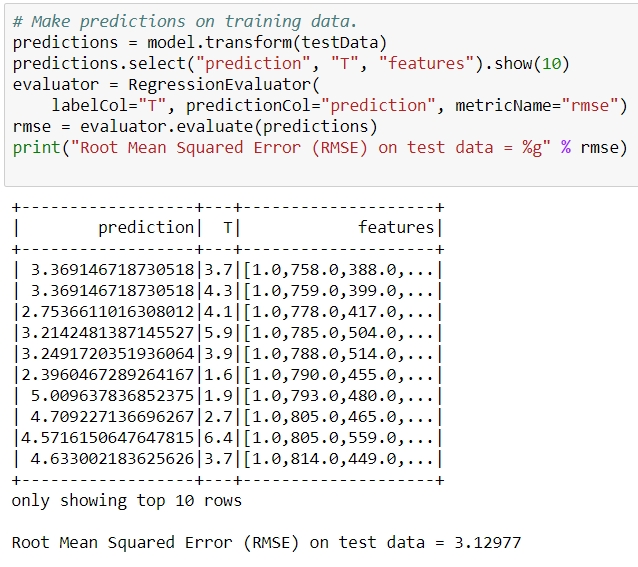 # Make predictions on training data.
predictions = model.transform(testData)
predictions.select("prediction", "T", "features").show(10)
evaluator = RegressionEvaluator(
    labelCol="T", predictionCol="prediction", metricName="rmse")
rmse = evaluator.evaluate(predictions)
print("Root Mean Squared Error (RMSE) on test data = %g" % rmse)
+------------------+---+--------------------+
|        prediction|  T|            features|
+------------------+---+--------------------+
| 3.369146718730518|3.7|[1.0,758.0,388.0,...|
| 3.369146718730518|4.3|[1.0,759.0,399.0,...|
|2.7536611016308012|4.1|[1.0,778.0,417.0,...|
|3.2142481387145527|5.9|[1.0,785.0,504.0,...|
|3.2491720351936064|3.9|[1.0,788.0,514.0,...|
|2.3960467289264167|1.6|[1.0,790.0,455.0,...|
| 5.009637836852375|1.9|[1.0,793.0,480.0,...|
| 4.709227136696267|2.7|[1.0,805.0,465.0,...|
|4.5716150647647815|6.4|[1.0,805.0,559.0,...|
| 4.633002183625626|3.7|[1.0,814.0,449.0,...|
+------------------+---+--------------------+
only showing top 10 rows
Root Mean Squared Error (RMSE) on test data = 3.12977